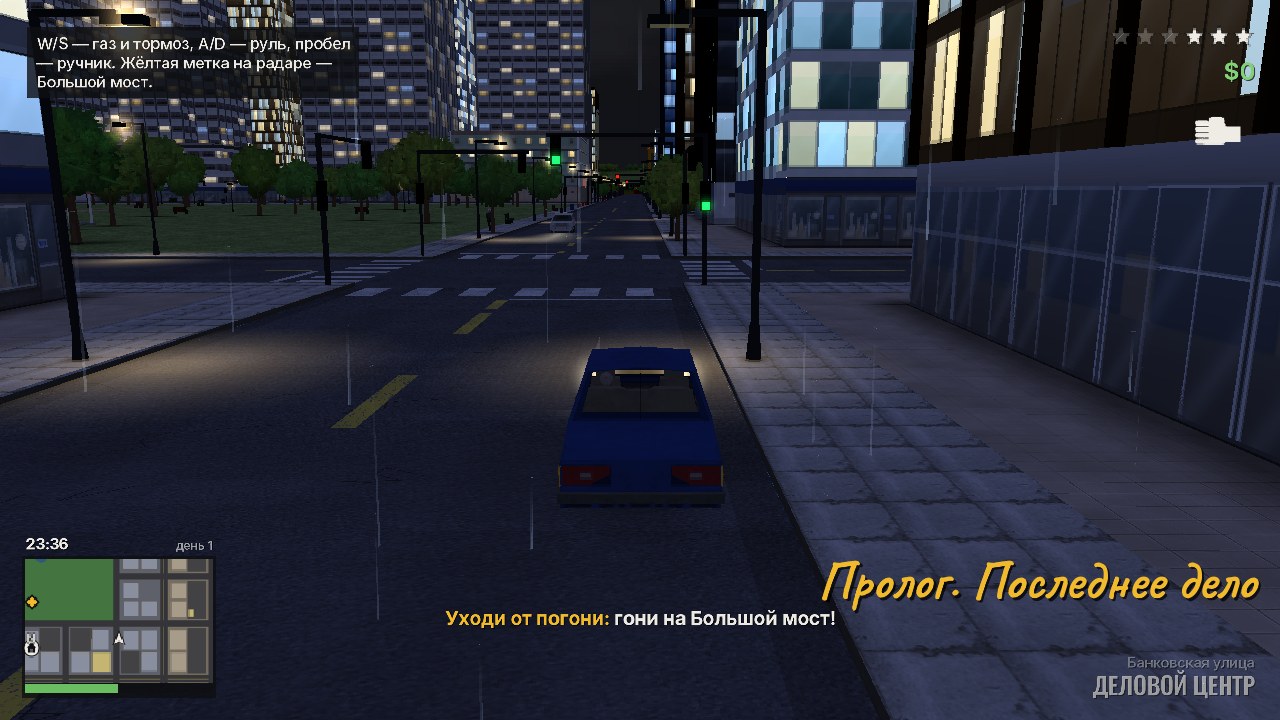 W/S — газ и тормоз, A/D — руль, пробел
— ручник. Жёлтая метка на радаре —
Большой мост.
$0
23:36
день 1
Пролог. Последнее дело
Уходи от погони: гони на Большой мост!
Банковская улица
ДЕЛОВОЙ ЦЕНТР